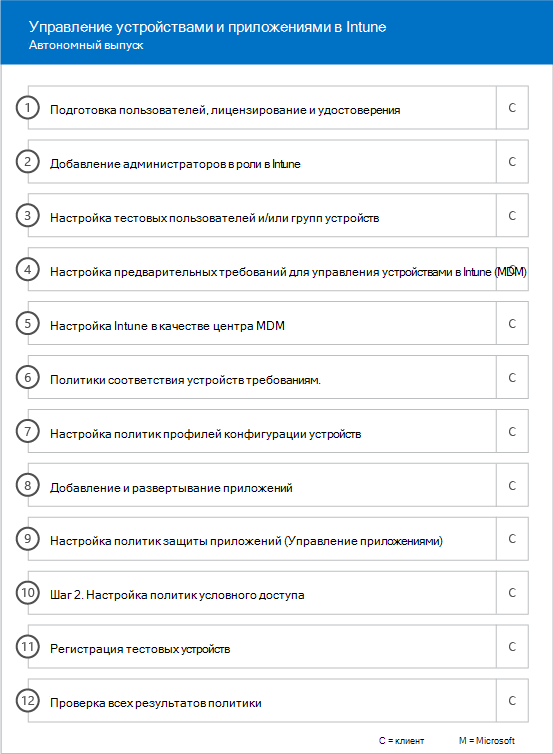 Управление устройствами и приложениями в Intune
Автономный выпуск
1 Подготовка пользователей, лицензирование и удостоверения C
2 Добавление администраторов в роли в Intune C
3 Настройка тестовых пользователей и/или групп устройств C
4 Настройка предварительных требований для управления устройствами в Intune (MDM) C
5 Настройка Intune в качестве центра MDM C
6 Политики соответствия устройств требованиям. C
7 Настройка политик профилей конфигурации устройств C
8 Добавление и развертывание приложений C
9 Настройка политик защиты приложений (Управление приложениями) C
10 Шаг 2. Настройка политик условного доступа C
11 Регистрация тестовых устройств C
12 Проверка всех результатов политики C
C = клиент M = Microsoft